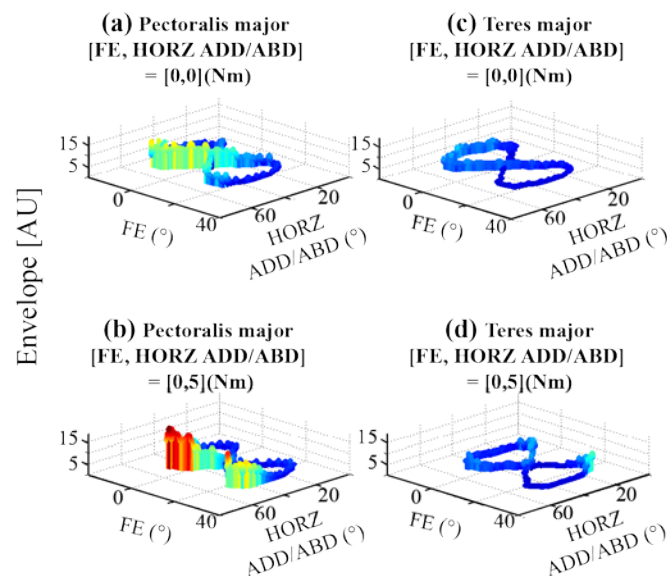 (a) Pectoralis major
[FE, HORZ ADD/ABD]
= [0,0](Nm)
(c) Teres major
[FE, HORZ ADD/ABD]
= [0,0](Nm)
Envelope [AU]
15
5
0
40
60
20
FE (°)
HORZ
ADD/ABD (°)
15
5
0
40
60
20
FE (°)
HORZ
ADD/ABD (°)
(b) Pectoralis major
[FE, HORZ ADD/ABD]
= [0,5](Nm)
(d) Teres major
[FE, HORZ ADD/ABD]
= [0,5](Nm)
15
5
0
40
60
20
FE (°)
HORZ
ADD/ABD (°)
15
5
0
40
60
20
FE (°)
HORZ
ADD/ABD (°)